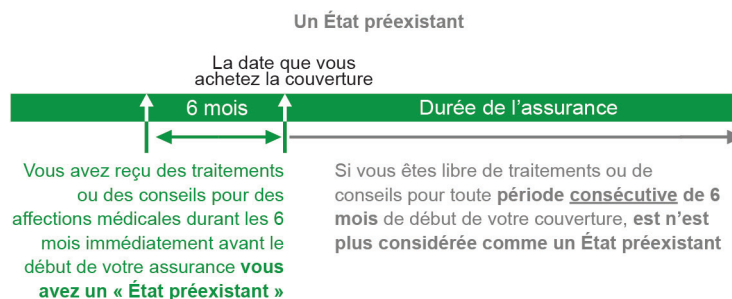 Un État préexistant
La date que vous
achetez la couverture
6 mois
Durée de l’assurance
Vous avez reçu des traitements
ou des conseils pour des
affections médicales durant les 6
mois immédiatement avant le
début de votre assurance vous
avez un « État préexistant »
Si vous êtes libre de traitements ou de
conseils pour toute période consécutive de 6
mois de début de votre couverture, est n’est
plus considérée comme un État préexistant